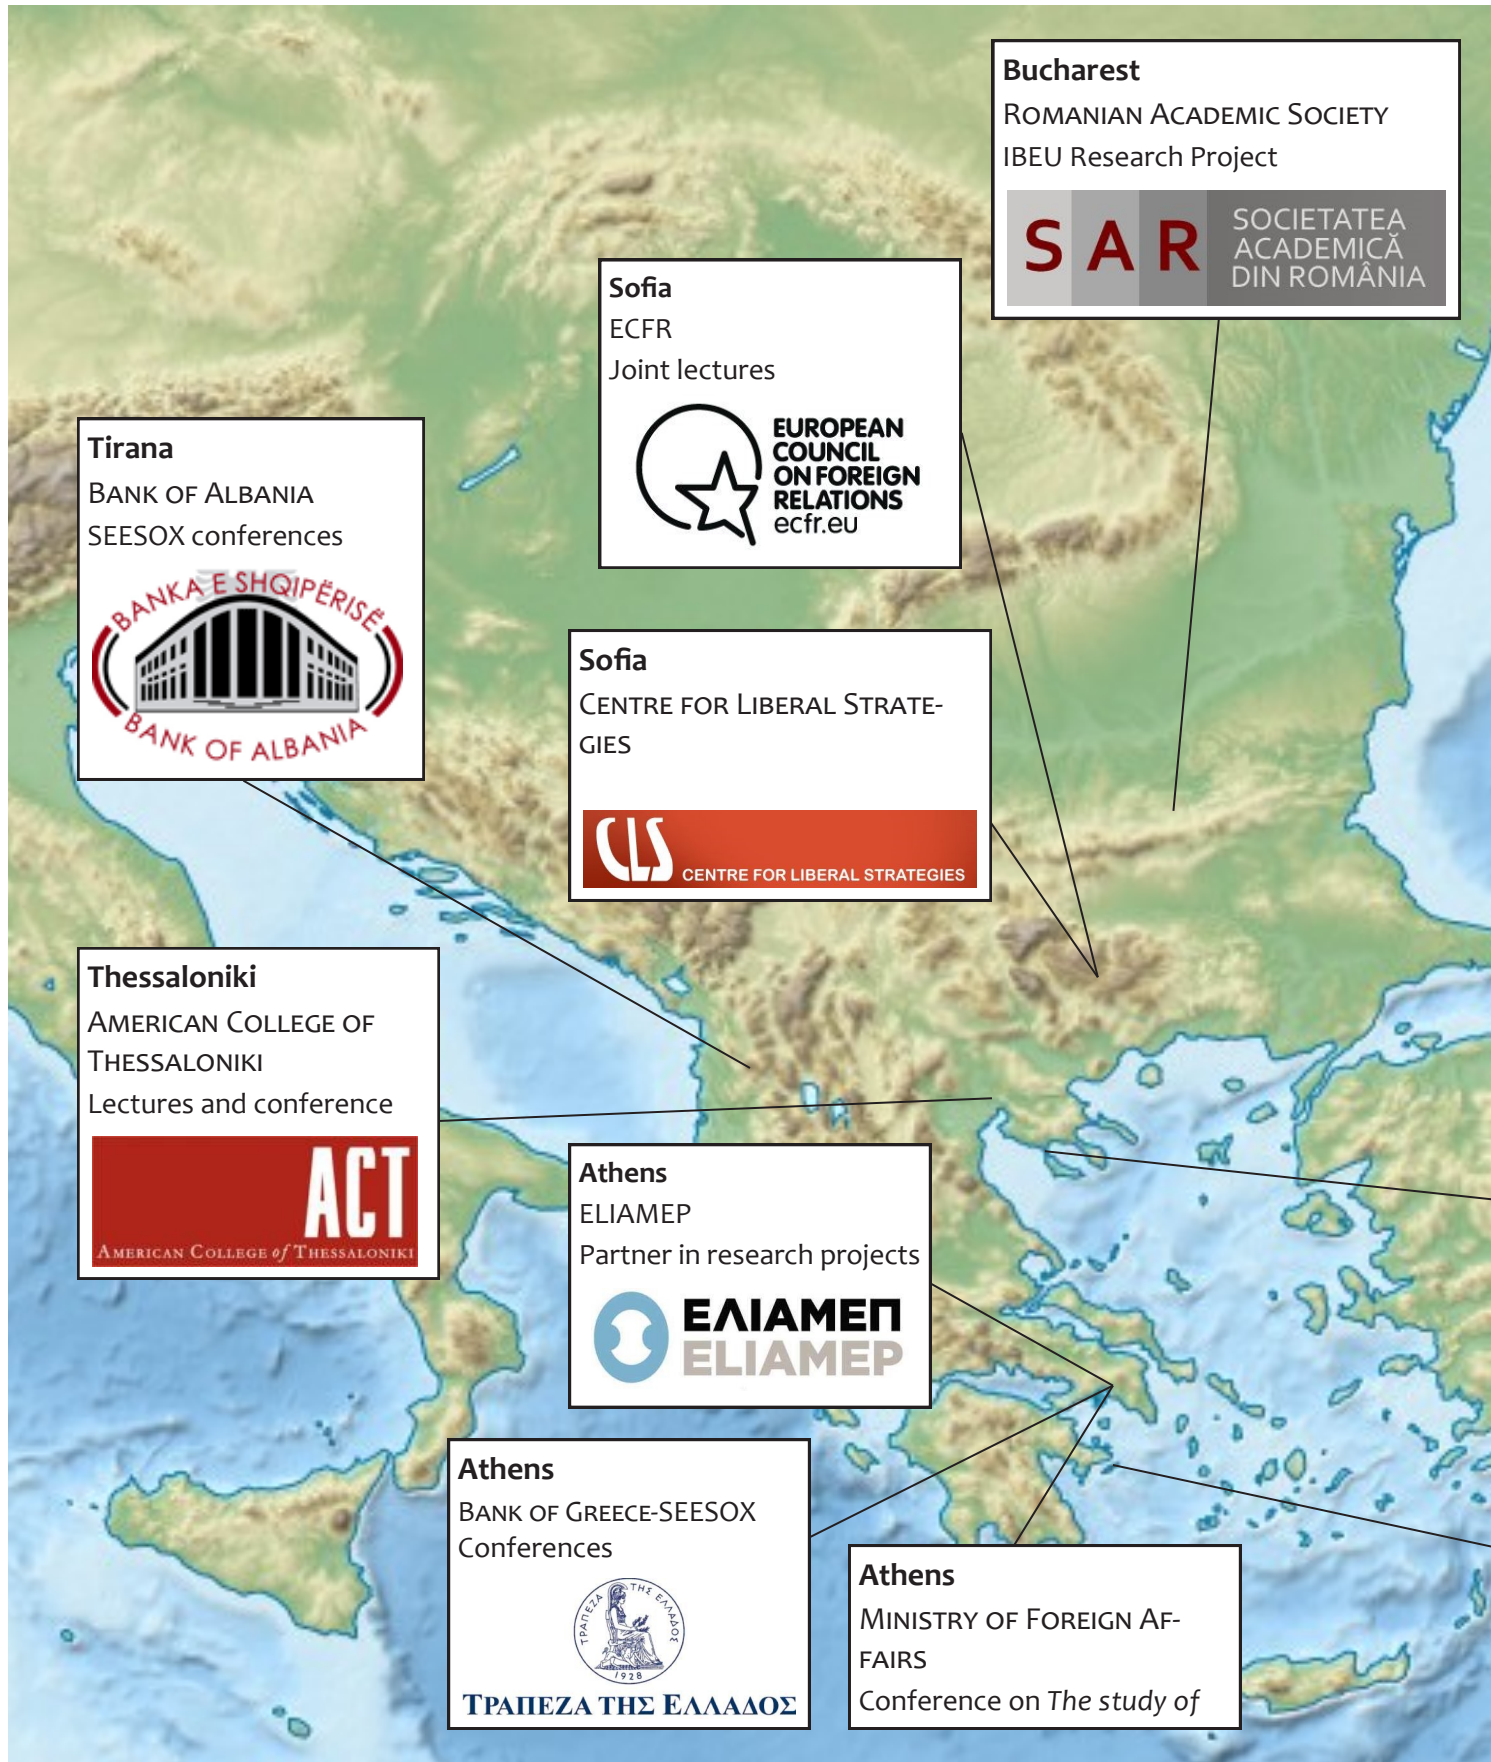 Bucharest
ROMANIAN ACADEMIC SOCIETY
IBEU Research Project
SAR
SOCIETATEA
ACADEMICĂ
DIN ROMÂNIA
Sofia
ECFR
Joint lectures
EUROPEAN
COUNCIL
ON FOREIGN
RELATIONS
ecfr.eu
Tirana
BANK OF ALBANIA
SEESOX conferences
BANKA E SHQIPËRISË
BANK OF ALBANIA
Sofia
CENTRE FOR LIBERAL STRATE-
GIES
CLS CENTRE FOR LIBERAL STRATEGIES
Thessaloniki
AMERICAN COLLEGE OF
THESSALONIKI
Lectures and conference
ACT
AMERICAN COLLEGE of THESSALONIKI
Athens
ELIAMEP
Partner in research projects
ΕΛΙΑΜΕΠ
ELIAMEP
Athens
BANK OF GREECE-SEESOX
Conferences
ΤΡΑΠΕΖΑ ΤΗΣ ΕΛΛΑΔΟΣ
1928
ΤΡΑΠΕΖΑ ΤΗΣ ΕΛΛΑΔΟΣ
Athens
MINISTRY OF FOREIGN AF-
FAIRS
Conference on The study of